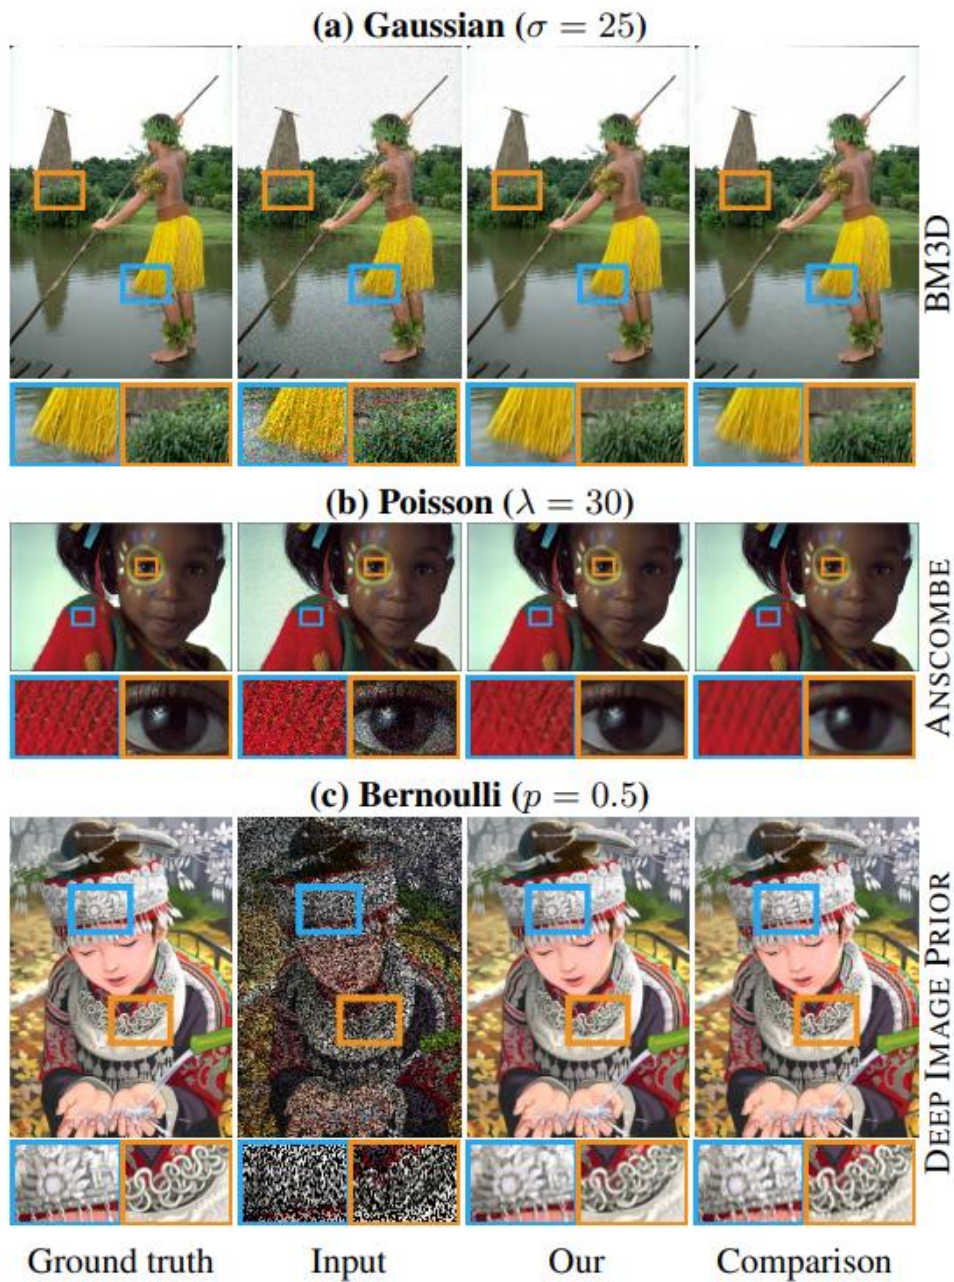 (a) Gaussian (σ = 25)
BM3D
(b) Poisson (λ = 30)
ANSCOMBE
(c) Bernoulli (p = 0.5)
DEEP IMAGE PRIOR
Ground truth Input Our Comparison